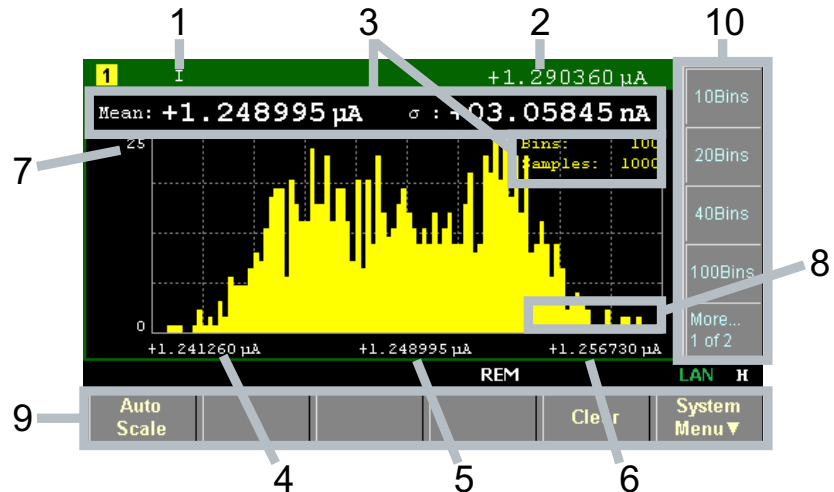 1 3 2 10
1 I +1.290360 µA
Mean: +1.248995 µA σ : +03.05845 nA
25 Bins: 100
Samples: 1000
7
0
8
+1.241260 µA +1.248995 µA +1.256730 µA
10Bins
20Bins
40Bins
100Bins
More...
1 of 2
REM LAN H
9
Auto
Scale
Clear
System
Menu▼
4 5 6